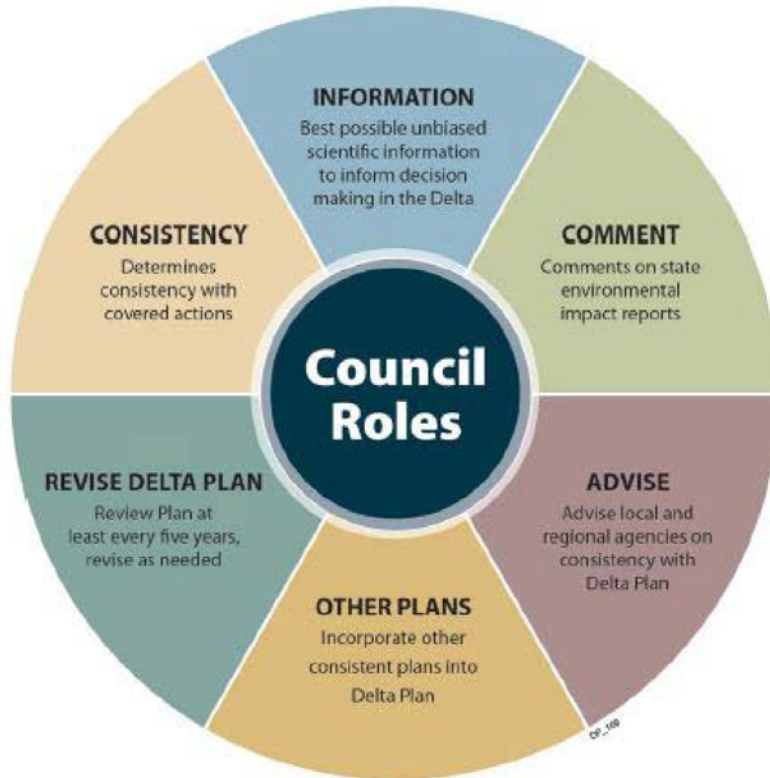 INFORMATION
Best possible unbiased
scientific information
to inform decision
making in the Delta
COMMENT
Comments on state
environmental
impact reports
ADVISE
Advise local and
regional agencies on
consistency with
Delta Plan
OTHER PLANS
Incorporate other
consistent plans into
Delta Plan
REVISE DELTA PLAN
Review Plan at
least every five years,
revise as needed
CONSISTENCY
Determines
consistency with
covered actions
Council
Roles
DP_169